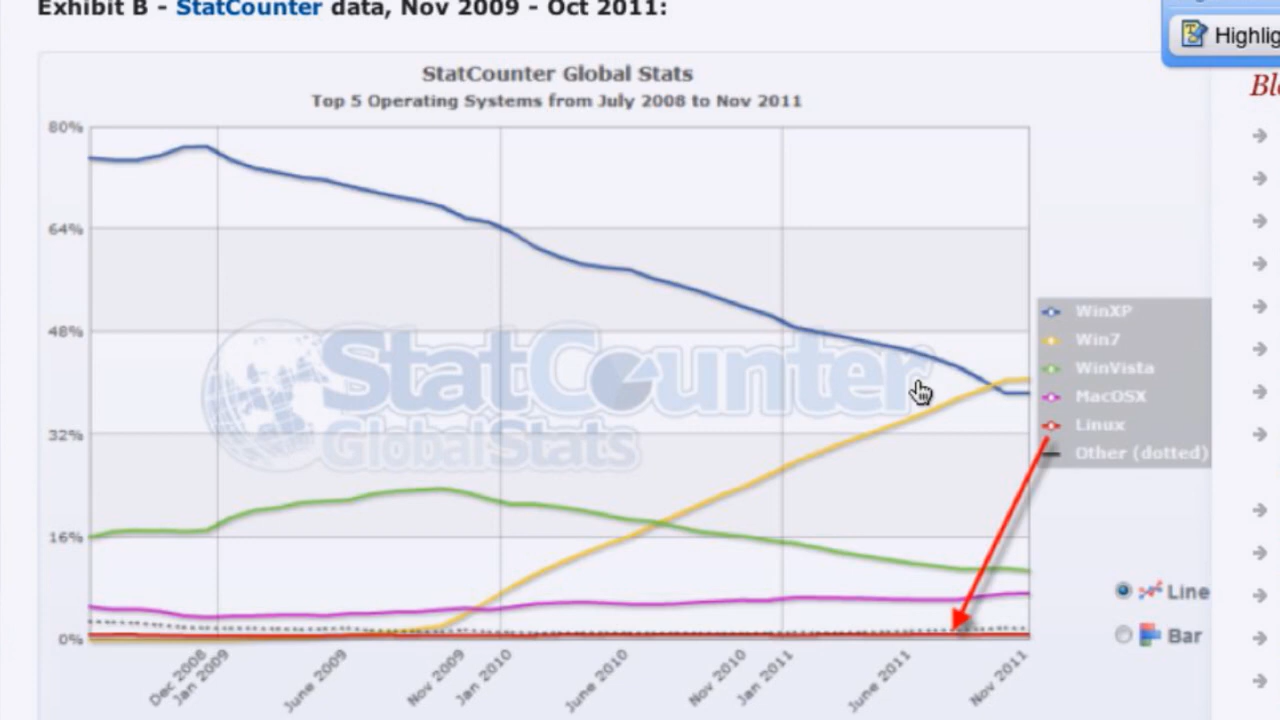 Exhibit B - StatCounter data, Nov 2009 - Oct 2011:
StatCounter Global Stats
Top 5 Operating Systems from July 2008 to Nov 2011
80%
64%
48%
32%
16%
0%
StatCounter
GlobalStats
Dec 2008
Jan 2009
June 2009
Nov 2009
Jan 2010
June 2010
Nov 2010
Jan 2011
June 2011
Nov 2011
WinXP
Win7
WinVista
MacOSX
Linux
Other (dotted)
Line
Bar